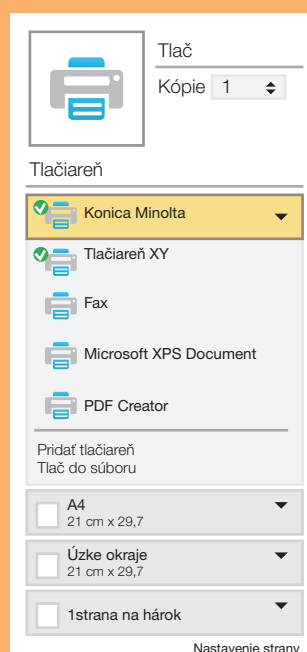 Tlač
Kópie 1
Tlačiareň
Konica Minolta
Tlačiareň XY
Fax
Microsoft XPS Document
PDF Creator
Pridať tlačiareň
Tlač do súboru
A4
21 cm x 29,7
Úzke okraje
21 cm x 29,7
1strana na hárok
Nastavenie strany